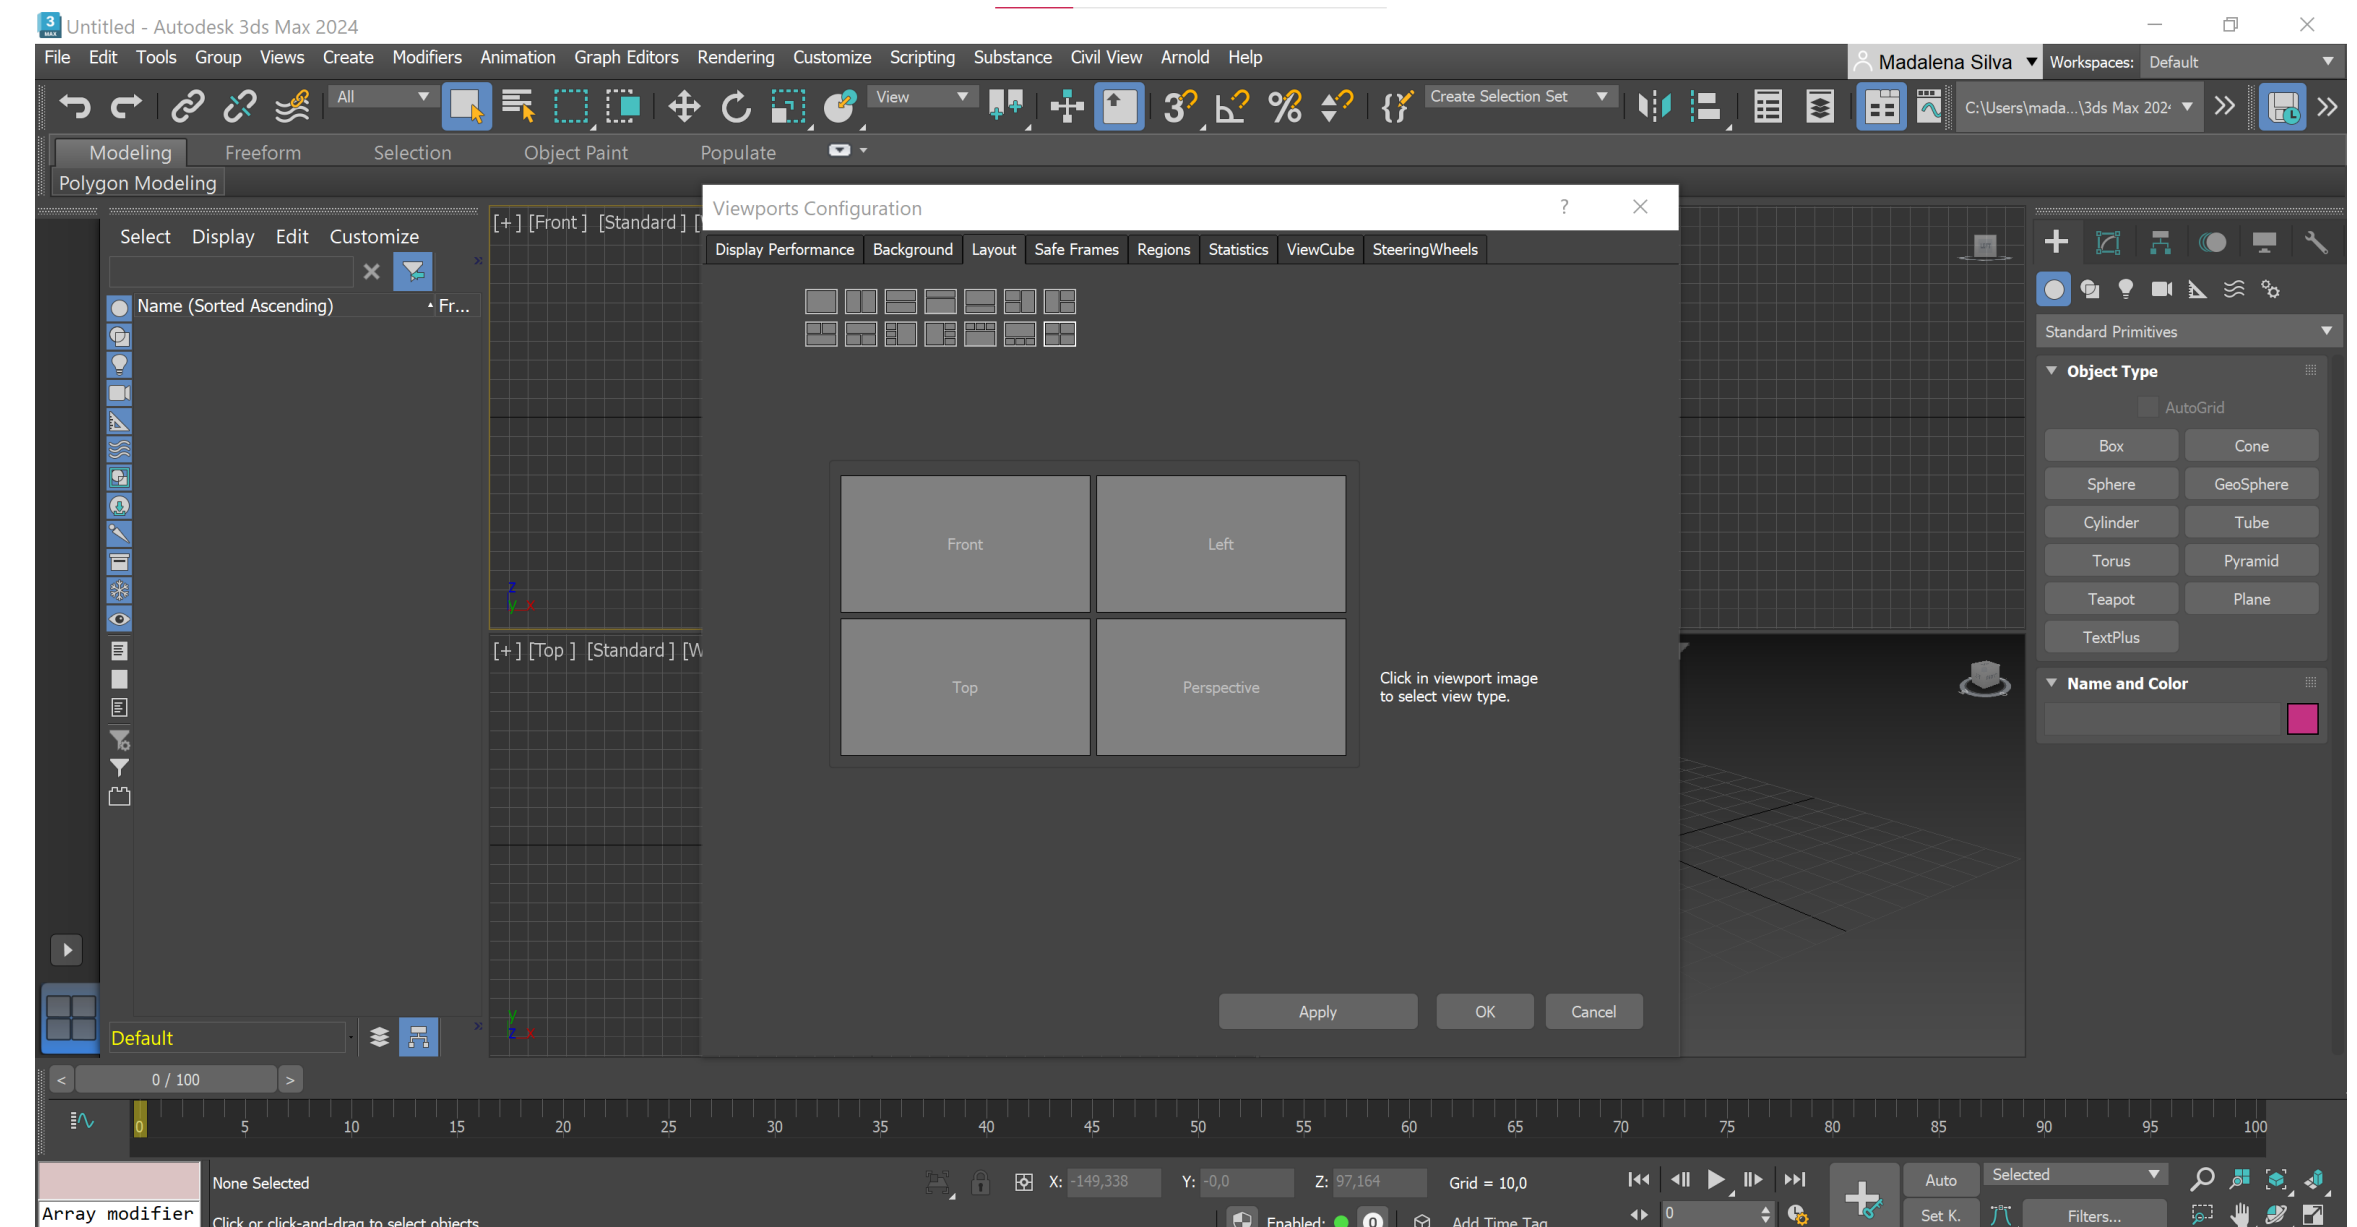 Untitled - Autodesk 3ds Max 2024
File Edit Tools Group Views Create Modifiers Animation Graph Editors Rendering Customize Scripting Substance Civil View Arnold Help
Madalena Silva Workspaces: Default
All View Create Selection Set C:\Users\mada...\3ds Max 202
Modeling Freeform Selection Object Paint Populate
Polygon Modeling
Select Display Edit Customize
Name (Sorted Ascending) Fr...
[+] [Front] [Standard] [
[+] [Top] [Standard] [W
Default
Viewports Configuration ?
Display Performance Background Layout Safe Frames Regions Statistics ViewCube SteeringWheels
Front Left
Top Perspective
Click in viewport image
to select view type.
Apply OK Cancel
Standard Primitives
Object Type
AutoGrid
Box Cone
Sphere GeoSphere
Cylinder Tube
Torus Pyramid
Teapot Plane
TextPlus
Name and Color
z
y x
y
z x
< 0 / 100 >
0 5 10 15 20 25 30 35 40 45 50 55 60 65 70 75 80 85 90 95 100
None Selected X: -149,338 Y: -0,0 Z: 97,164 Grid = 10,0 Auto Selected
Array modifier Click or click-and-drag to select objects Enabled: 0 Add Time Tag 0 Set K. Filters...